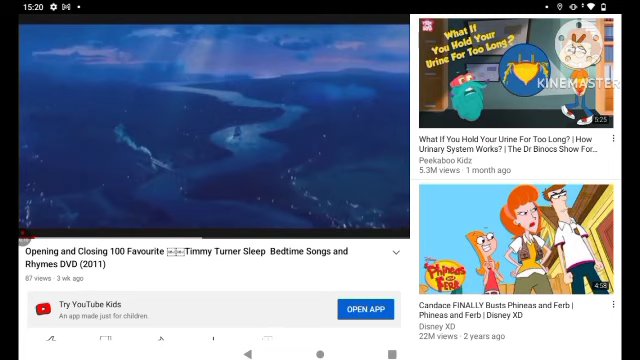 15:20
What If
You Hold Your
Urine For Too Long?
KINEMASTER
5:25
What If You Hold Your Urine For Too Long? | How
Urinary System Works? | The Dr Binocs Show For...
Peekaboo Kidz
5.3M views · 1 month ago
Opening and Closing 100 Favourite Timmy Turner Sleep Bedtime Songs and
Rhymes DVD (2011)
87 views · 3 wk ago
Try YouTube Kids
An app made just for children.
OPEN APP
Disney
PHINEAS
and
FERB
4:58
Candace FINALLY Busts Phineas and Ferb |
Phineas and Ferb | Disney XD
Disney XD
22M views · 2 years ago